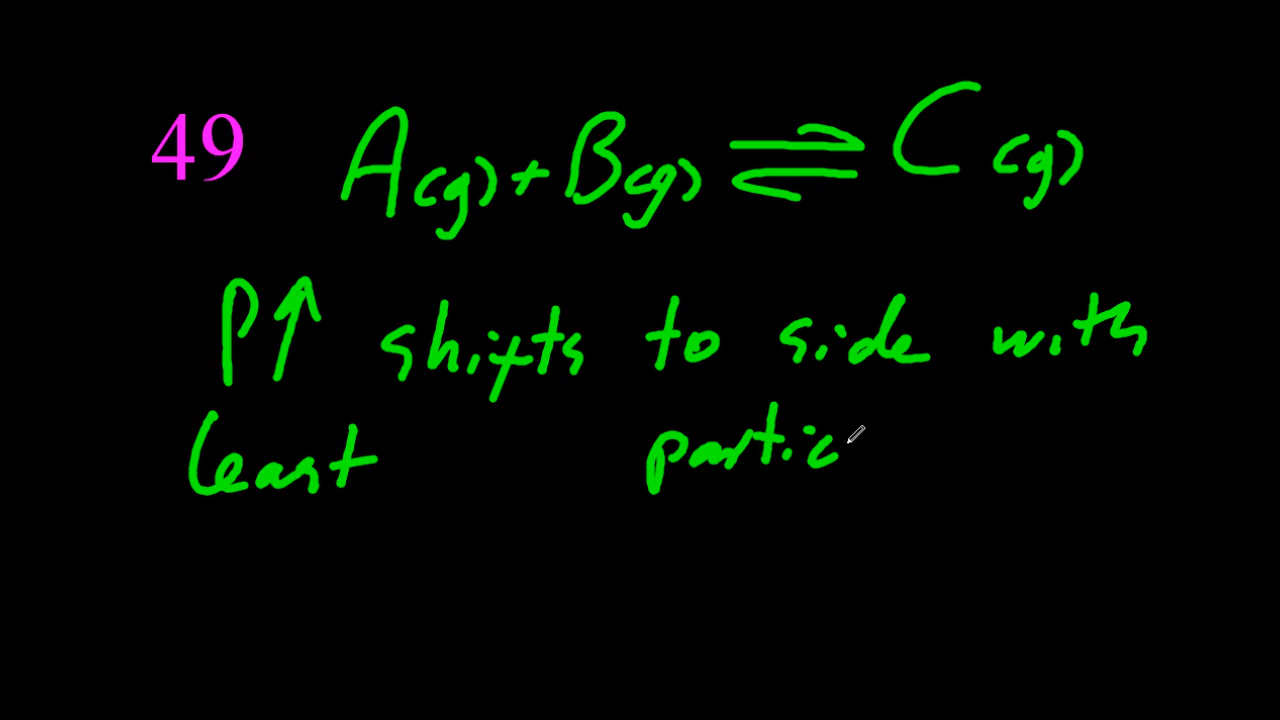 49 A(g) + B(g) ⇌ C(g)
P↑ shifts to side with
least partic